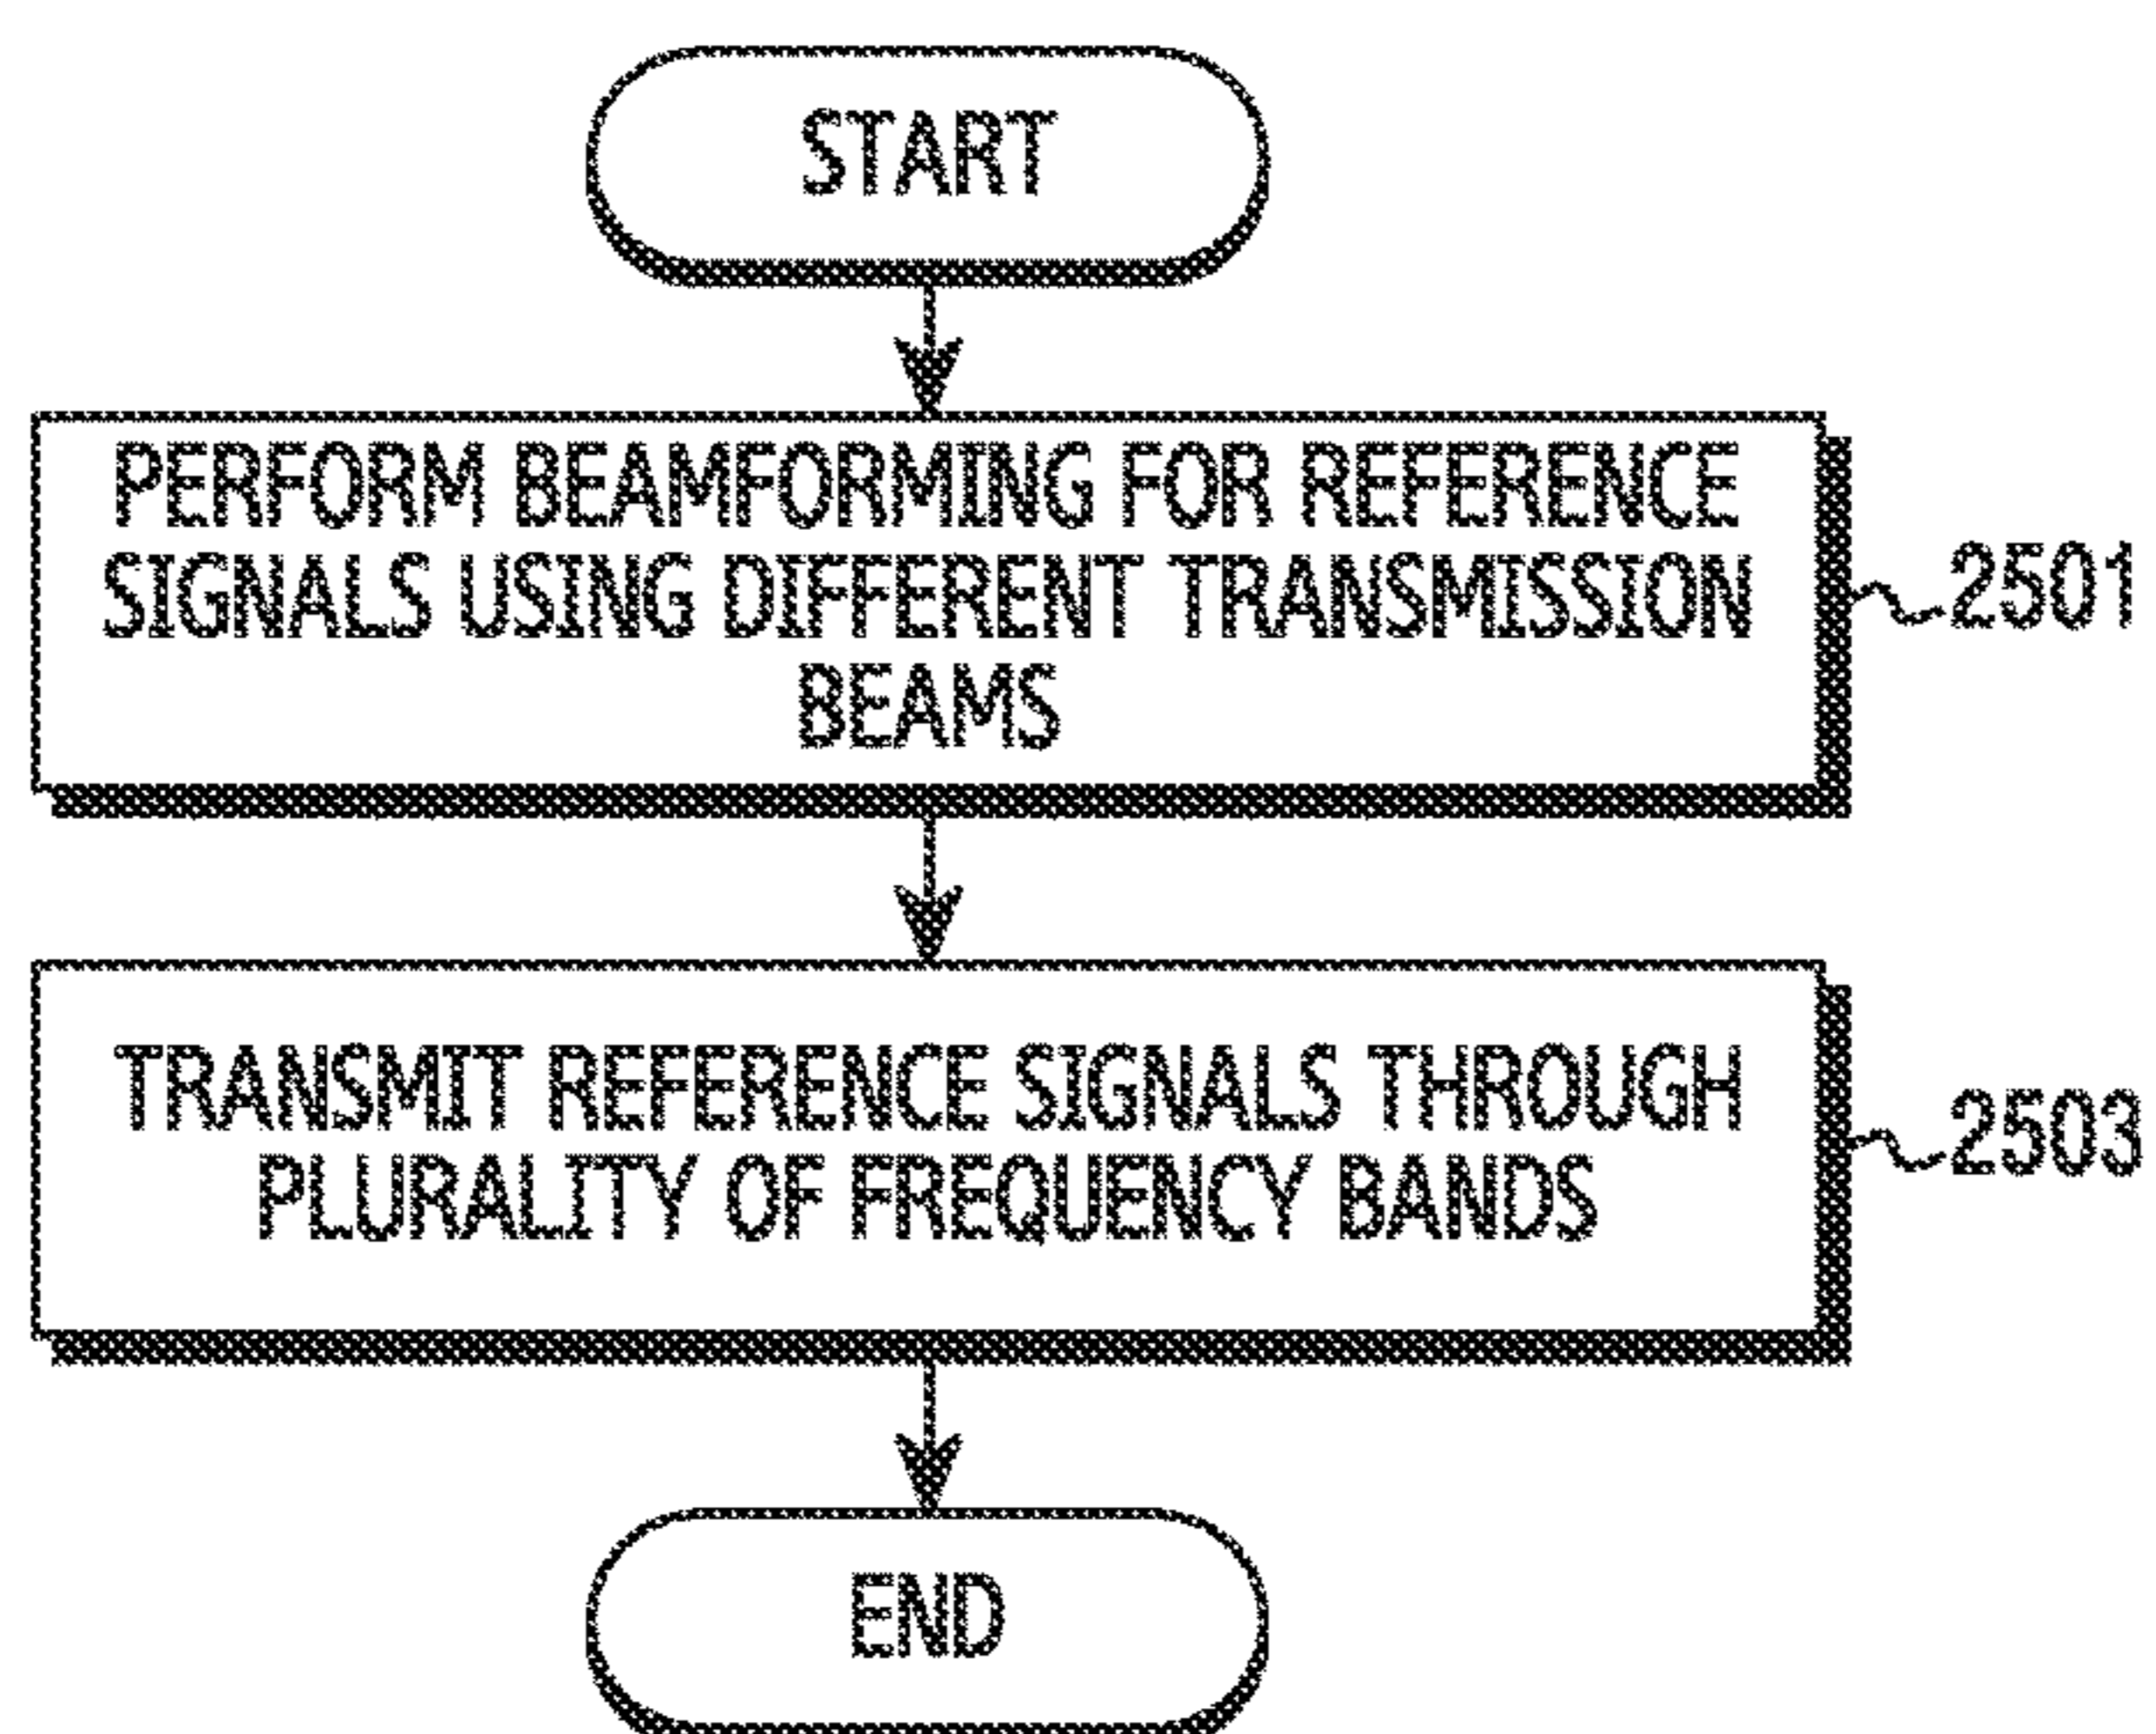 START
PERFORM BEAMFORMING FOR REFERENCE
SIGNALS USING DIFFERENT TRANSMISSION
BEAMS
2501
TRANSMIT REFERENCE SIGNALS THROUGH
PLURALITY OF FREQUENCY BANDS
2503
END